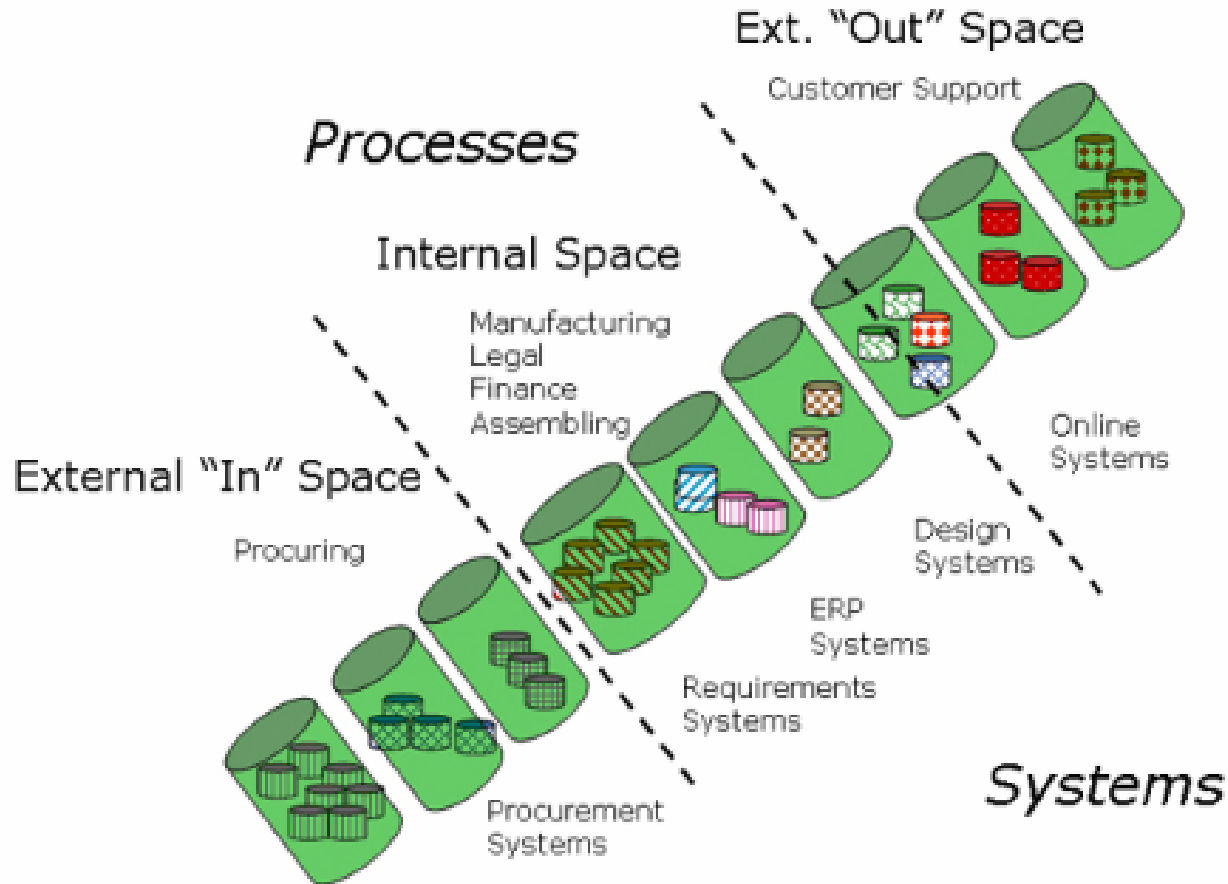 Ext. “Out” Space
Customer Support
Processes
Internal Space
Manufacturing
Legal
Finance
Assembling
External “In” Space
Procuring
Online
Systems
Design
Systems
ERP
Systems
Requirements
Systems
Procurement
Systems
Systems